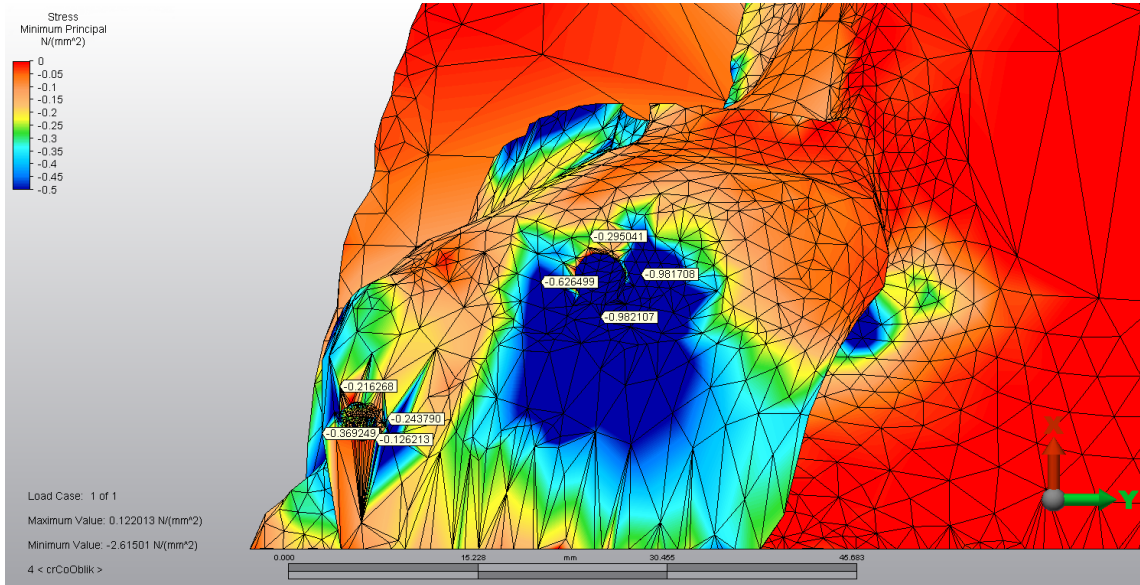 Stress
Minimum Principal
N/(mm^2)
0
-0.05
-0.1
-0.15
-0.2
-0.25
-0.3
-0.35
-0.4
-0.45
-0.5
-0.295041
-0.626499
-0.981708
-0.982107
-0.216268
-0.243790
-0.369249
-0.126213
X
Y
Load Case: 1 of 1
Maximum Value: 0.122013 N/(mm^2)
Minimum Value: -2.61501 N/(mm^2)
0.000 15.228 mm 30.455 45.683
4 < crCoOblik >